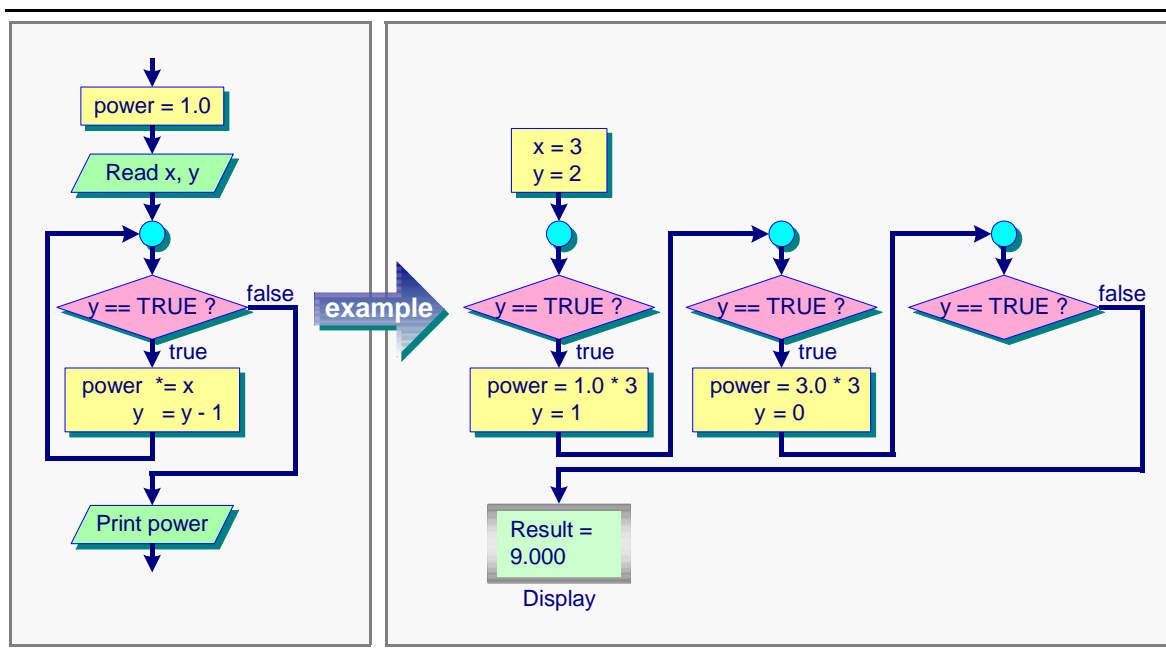 power = 1.0
Read x, y
y == TRUE ?
false
true
power *= x
y = y - 1
Print power
example
x = 3
y = 2
y == TRUE ?
true
power = 1.0 * 3
y = 1
y == TRUE ?
true
power = 3.0 * 3
y = 0
y == TRUE ?
false
Result =
9.000
Display